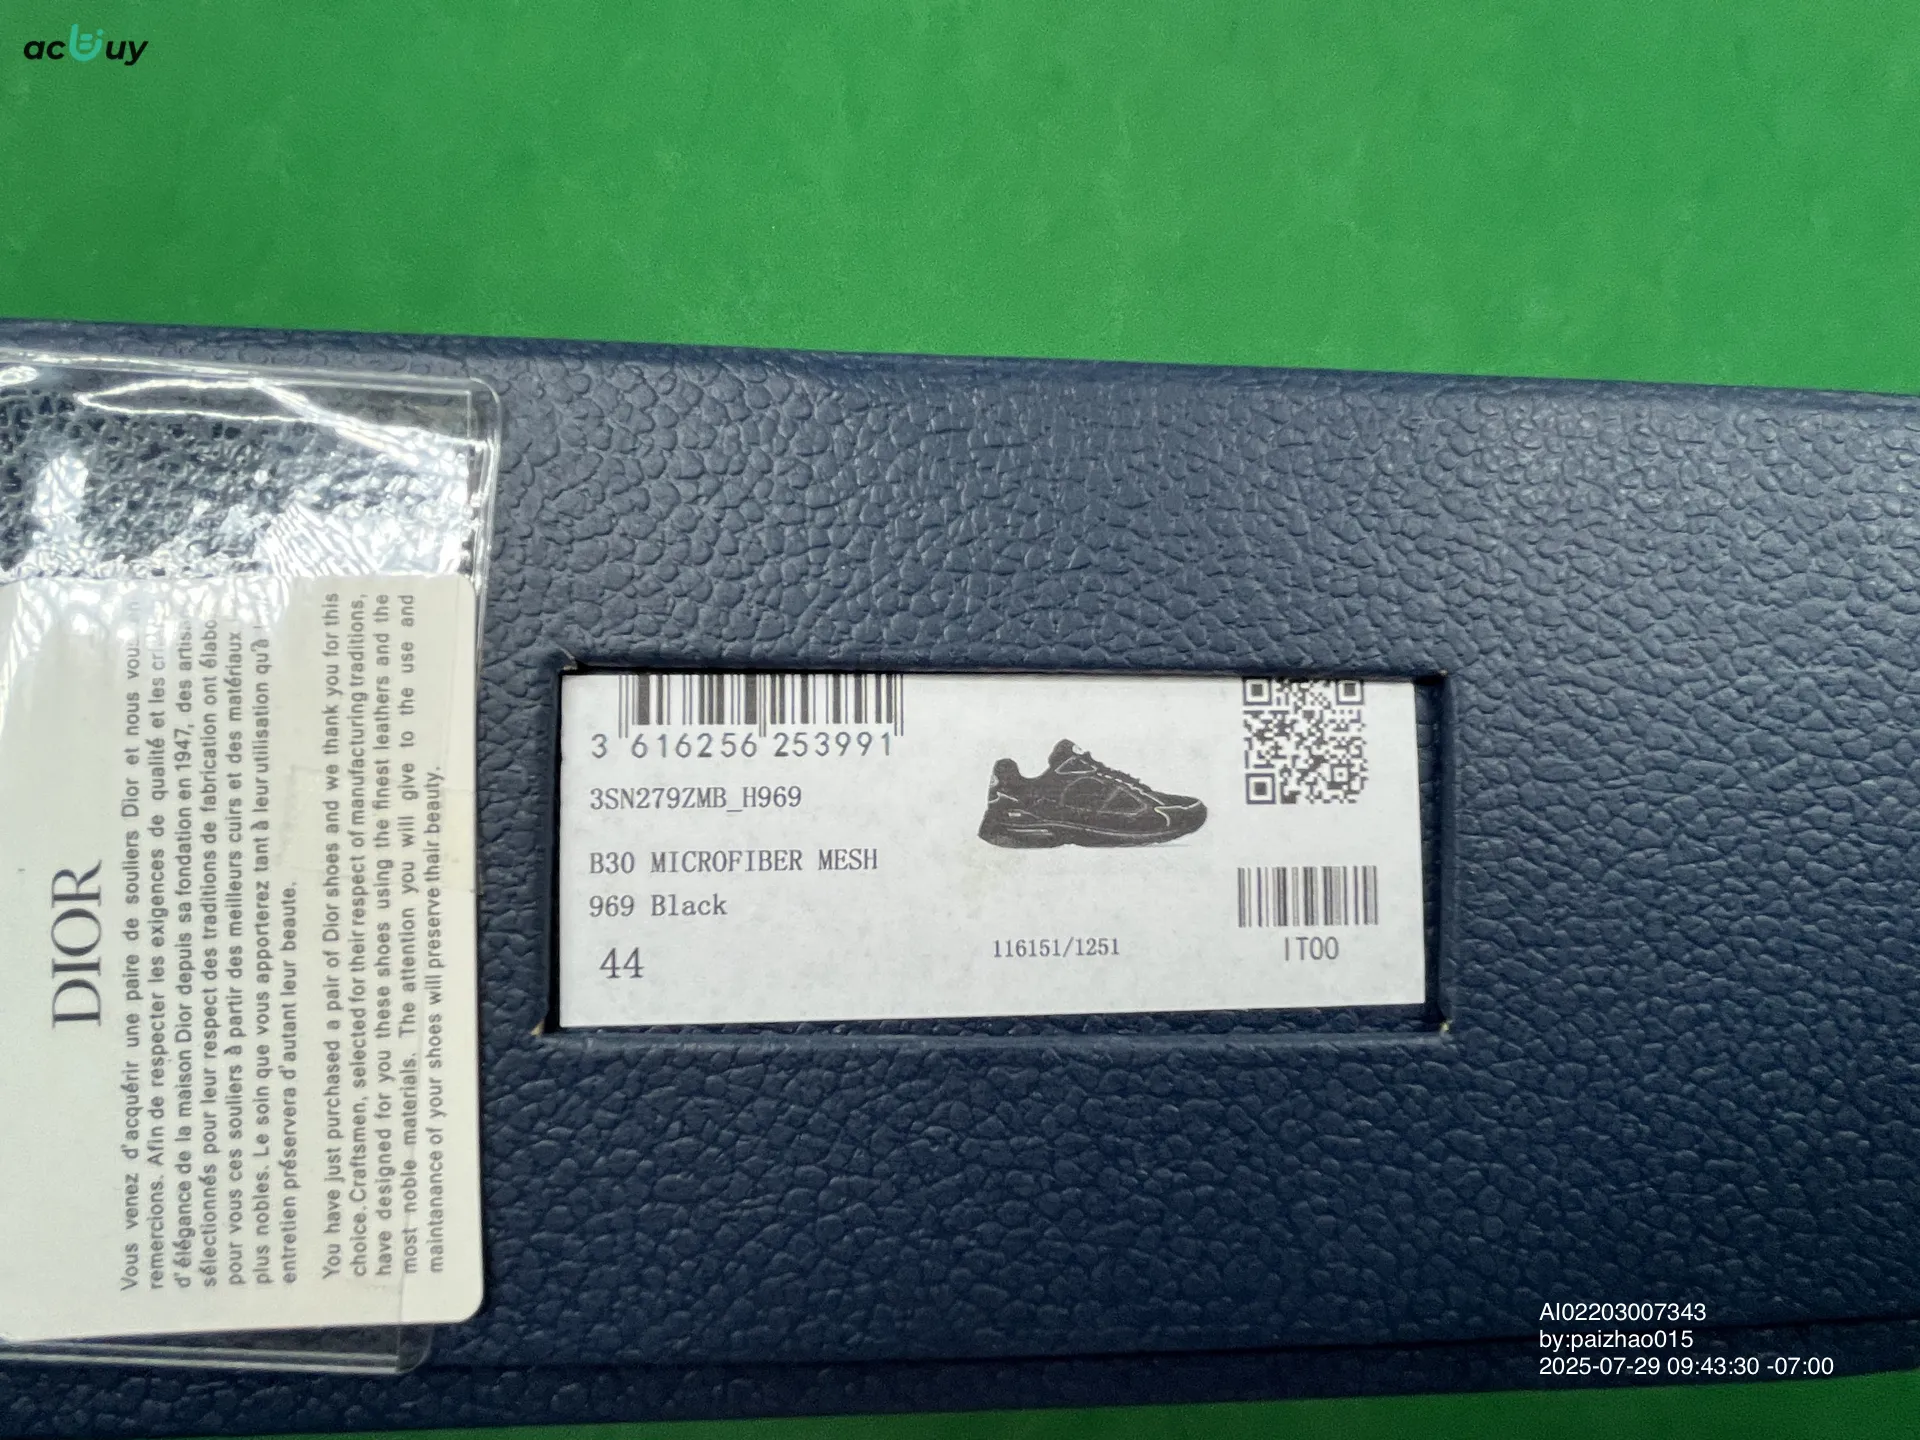 acbuy
DIOR
Vous venez d'acquérir une paire de souliers Dior et nous
remercions. Afin de respecter les exigences de qualité et les
d'élégance de la maison Dior depuis sa fondation en 1947, des
sélectionnés pour leur respect des traditions de fabrication ont
pour vous ces souliers à partir des meilleurs cuirs et des matériaux
plus nobles. Le soin que vous apporterez tant à leur utilisation qu'à
entretien préservera d'autant leur beaute.
You have just purchased a pair of Dior shoes and we thank you for this
choice. Craftsmen, selected for their respect of manufacturing traditions,
have designed for you these shoes using the finest leathers and the
most noble materials. The attention you will give to the use and
maintanance of your shoes will preserve thair beauty.
3 616256 253991
3SN279ZMB_H969
B30 MICROFIBER MESH
969 Black
44
116151/1251
IT00
AI02203007343
by:paizhao015
2025-07-29 09:43:30 -07:00